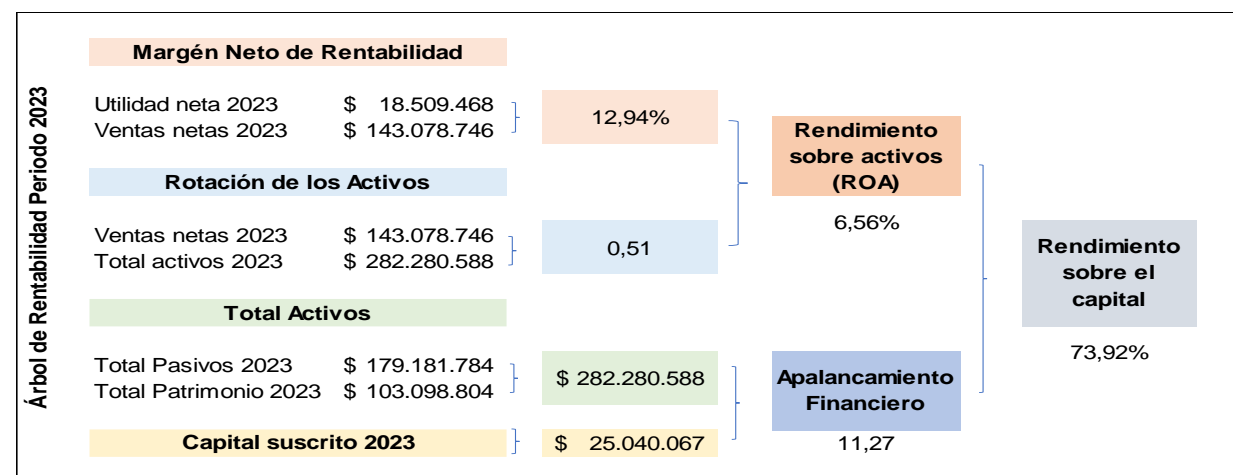 Árbol de Rentabilidad Periodo 2023
Margén Neto de Rentabilidad
Utilidad neta 2023 $ 18.509.468
Ventas netas 2023 $ 143.078.746
12,94%
Rotación de los Activos
Ventas netas 2023 $ 143.078.746
Total activos 2023 $ 282.280.588
0,51
Rendimiento
sobre activos
(ROA)
6,56%
Total Activos
Total Pasivos 2023 $ 179.181.784
Total Patrimonio 2023 $ 103.098.804
$ 282.280.588
Capital suscrito 2023 $ 25.040.067
Apalancamiento
Financiero
11,27
Rendimiento
sobre el
capital
73,92%